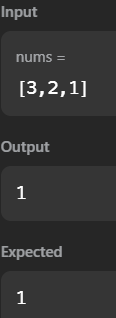 Input
nums =
[3,2,1]
Output
1
Expected
1